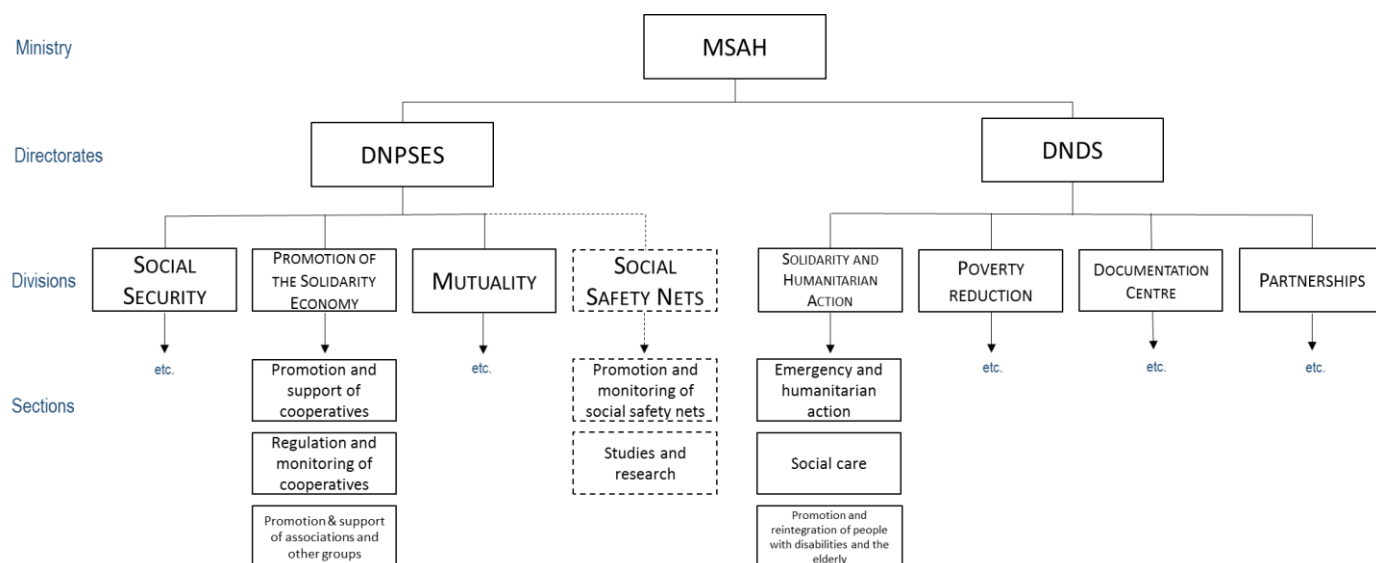 Ministry
MSAH
Directorates
DNPSES
DNDS
Divisions
SOCIAL
SECURITY
PROMOTION OF
THE SOLIDARITY
ECONOMY
MUTUALITY
SOCIAL
SAFETY NETS
SOLIDARITY AND
HUMANITARIAN
ACTION
POVERTY
REDUCTION
DOCUMENTATION
CENTRE
PARTNERSHIPS
etc.
etc.
etc.
etc.
etc.
Sections
Promotion and
support of
cooperatives
Regulation and
monitoring of
cooperatives
Promotion & support
of associations and
other groups
Promotion and
monitoring of
social safety nets
Studies and
research
Emergency and
humanitarian
action
Social care
Promotion and
reintegration of people
with disabilities and the
elderly